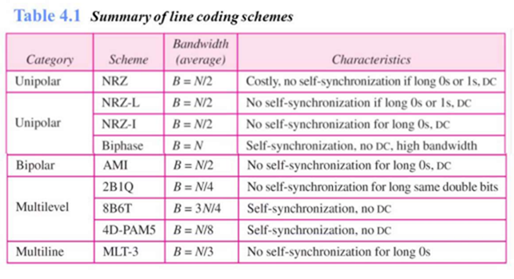 Table 4.1 Summary of line coding schemes
Category Scheme Bandwidth (average) Characteristics
Unipolar NRZ B = N/2 Costly, no self-synchronization if long 0s or 1s, DC
Unipolar NRZ-L B = N/2 No self-synchronization if long 0s or 1s, DC
NRZ-I B = N/2 No self-synchronization for long 0s, DC
Biphase B = N Self-synchronization, no DC, high bandwidth
Bipolar AMI B = N/2 No self-synchronization for long 0s, DC
Multilevel 2B1Q B = N/4 No self-synchronization for long same double bits
8B6T B = 3N/4 Self-synchronization, no DC
4D-PAM5 B = N/8 Self-synchronization, no DC
Multiline MLT-3 B = N/3 No self-synchronization for long 0s